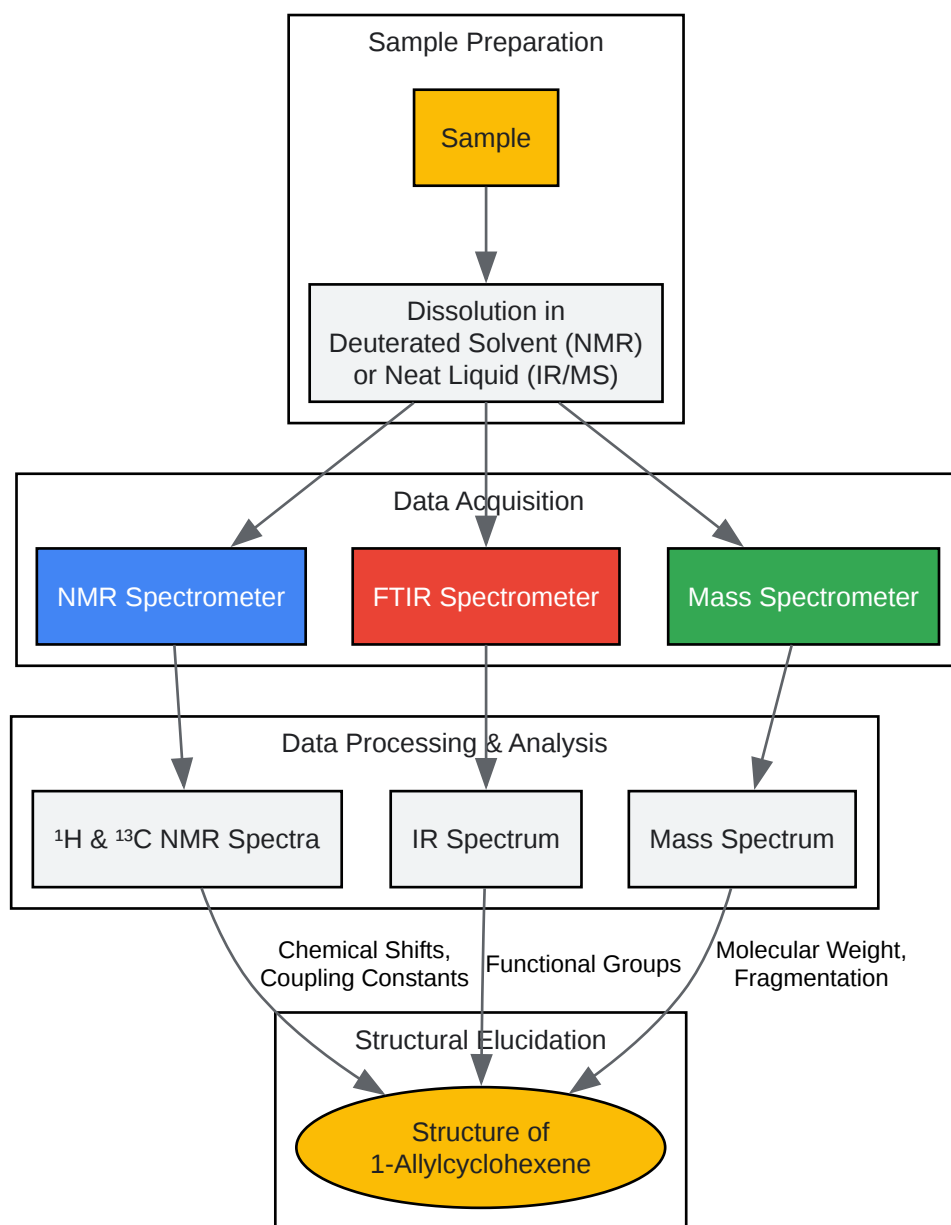 Sample Preparation
Sample
Dissolution in
Deuterated Solvent (NMR)
or Neat Liquid (IR/MS)
Data Acquisition
NMR Spectrometer
FTIR Spectrometer
Mass Spectrometer
Data Processing & Analysis
¹H & ¹³C NMR Spectra
IR Spectrum
Mass Spectrum
Chemical Shifts,
Coupling Constants
Functional Groups
Molecular Weight,
Fragmentation
Structural Elucidation
Structure of
1-Allylcyclohexene